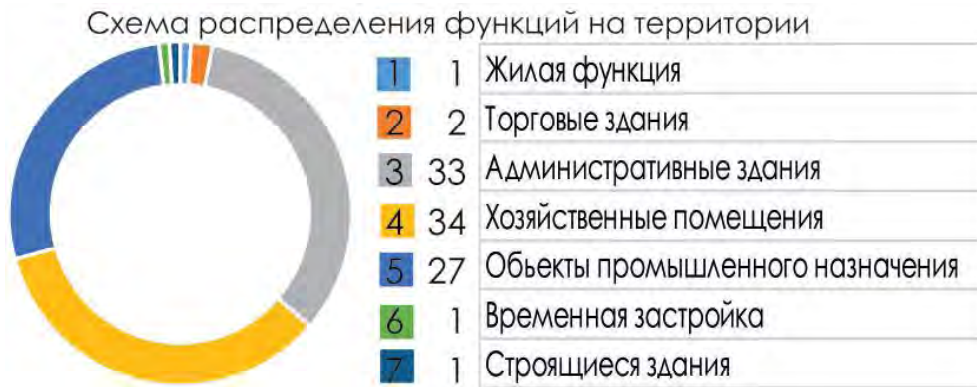 Схема распределения функций на территории
1 1 Жилая функция
2 2 Торговые здания
3 33 Административные здания
4 34 Хозяйственные помещения
5 27 Обьекты промышленного назначения
6 1 Временная застройка
7 1 Строящиеся здания